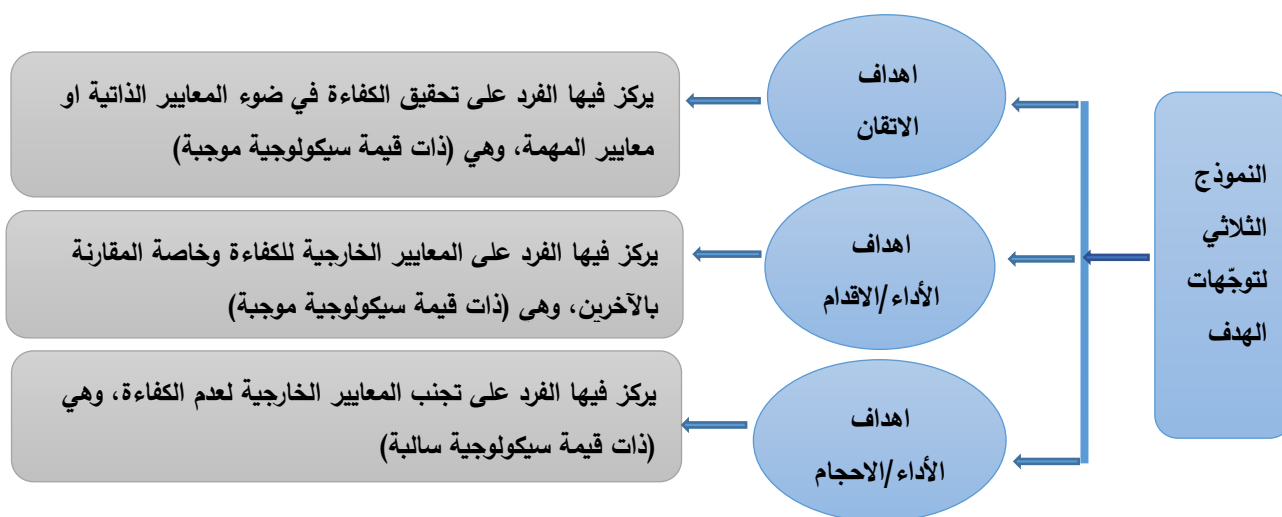 النموذج
الثلاثي
لتوجّهات
الهدف
اهداف
الاتقان
يركز فيها الفرد على تحقيق الكفاءة في ضوء المعايير الذاتية او
معايير المهمة، وهي (ذات قيمة سيكولوجية موجبة)
اهداف
الأداء/الاقدام
يركز فيها الفرد على المعايير الخارجية للكفاءة وخاصة المقارنة
بالآخرين، وهي (ذات قيمة سيكولوجية موجبة)
اهداف
الأداء/الاحجام
يركز فيها الفرد على تجنب المعايير الخارجية لعدم الكفاءة، وهي
(ذات قيمة سيكولوجية سالبة)